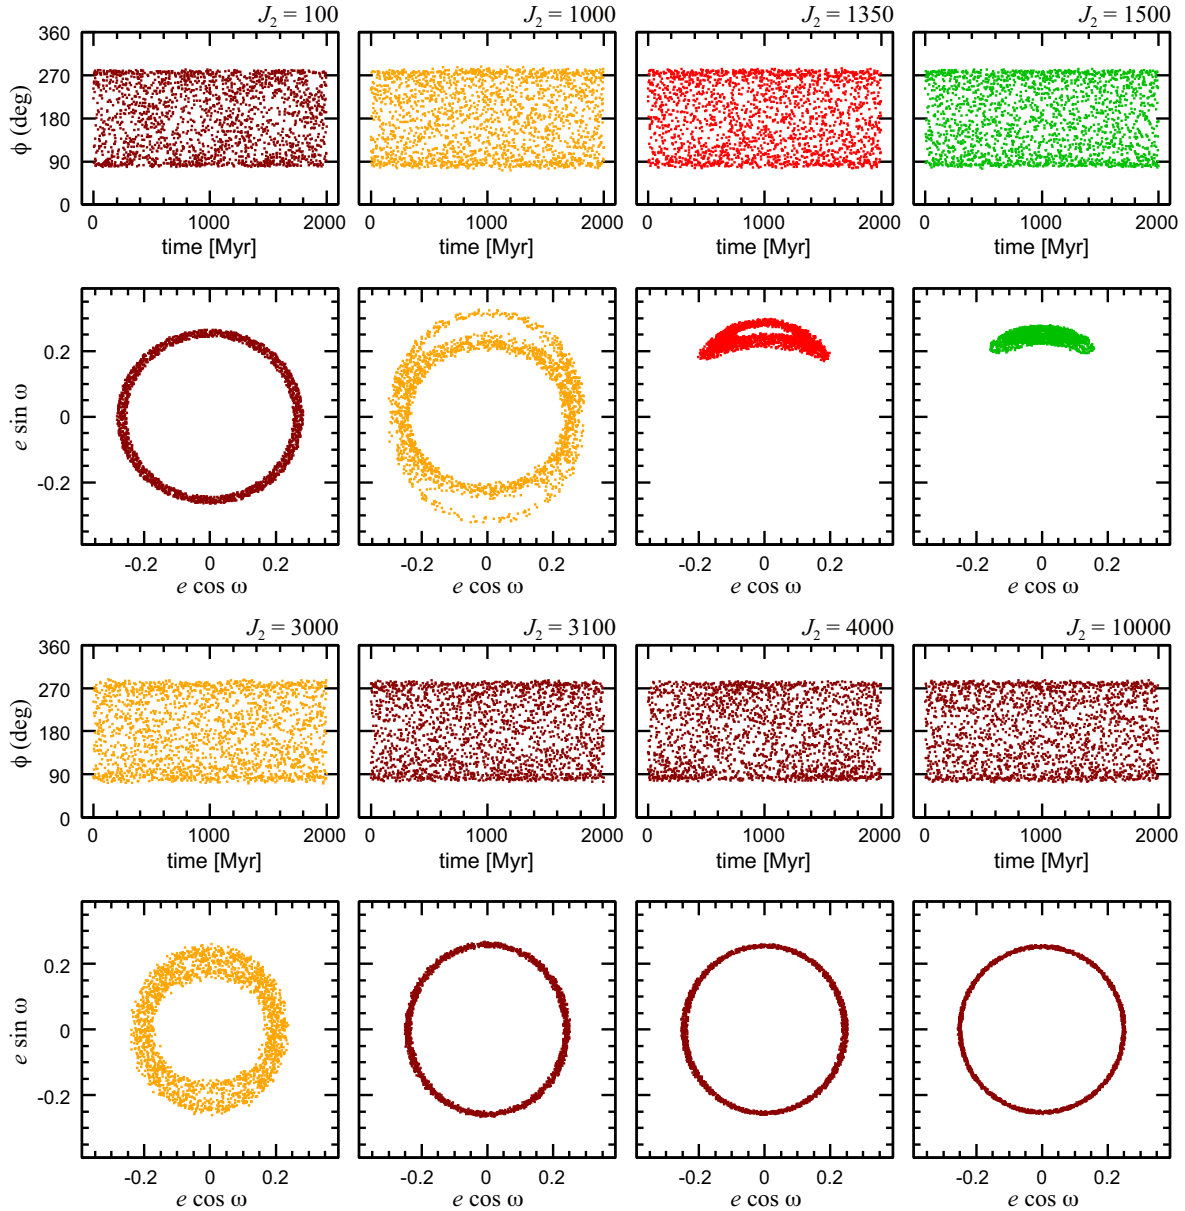 J₂ = 100 J₂ = 1000 J₂ = 1350 J₂ = 1500
360
270
180
90
0
ϕ (deg)
0 1000 2000 0 1000 2000 0 1000 2000 0 1000 2000
time [Myr] time [Myr] time [Myr] time [Myr]
0.2
0
-0.2
e sin ω
-0.2 0 0.2 -0.2 0 0.2 -0.2 0 0.2 -0.2 0 0.2
e cos ω e cos ω e cos ω e cos ω
J₂ = 3000 J₂ = 3100 J₂ = 4000 J₂ = 10000
360
270
180
90
0
ϕ (deg)
0 1000 2000 0 1000 2000 0 1000 2000 0 1000 2000
time [Myr] time [Myr] time [Myr] time [Myr]
0.2
0
-0.2
e sin ω
-0.2 0 0.2 -0.2 0 0.2 -0.2 0 0.2 -0.2 0 0.2
e cos ω e cos ω e cos ω e cos ω